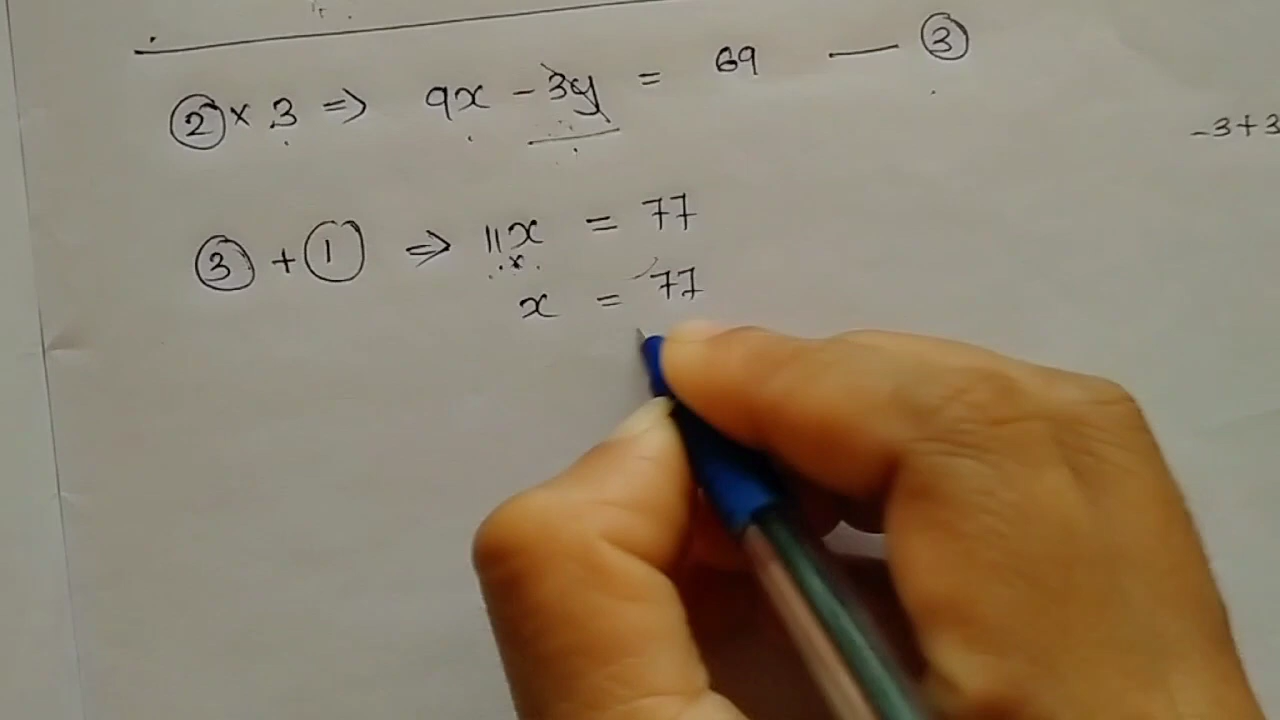 ② × 3 => 9x - 3y = 69 — ③
-3+3
③ + ① => 11x = 77
x = 77